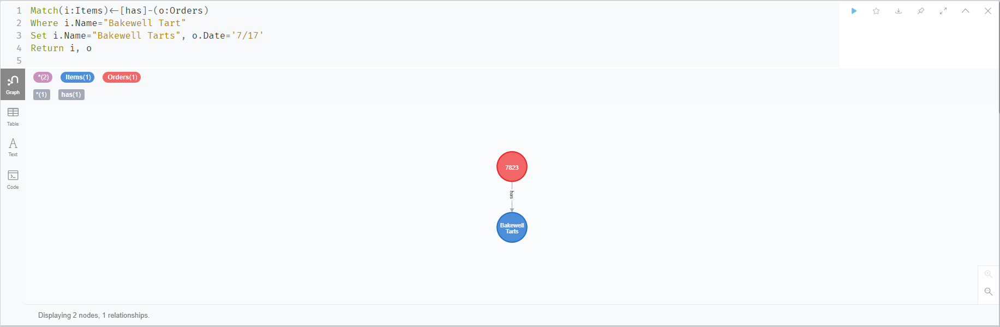 1 Match(i:Items)<-[has]-(o:Orders)
2 Where i.Name="Bakewell Tart"
3 Set i.Name="Bakewell Tarts", o.Date='7/17'
4 Return i, o
5
*(2) Items(1) Orders(1)
*(1) has(1)
Graph
Table
Text
Code
7823
has
Bakewell
Tarts
Displaying 2 nodes, 1 relationships.